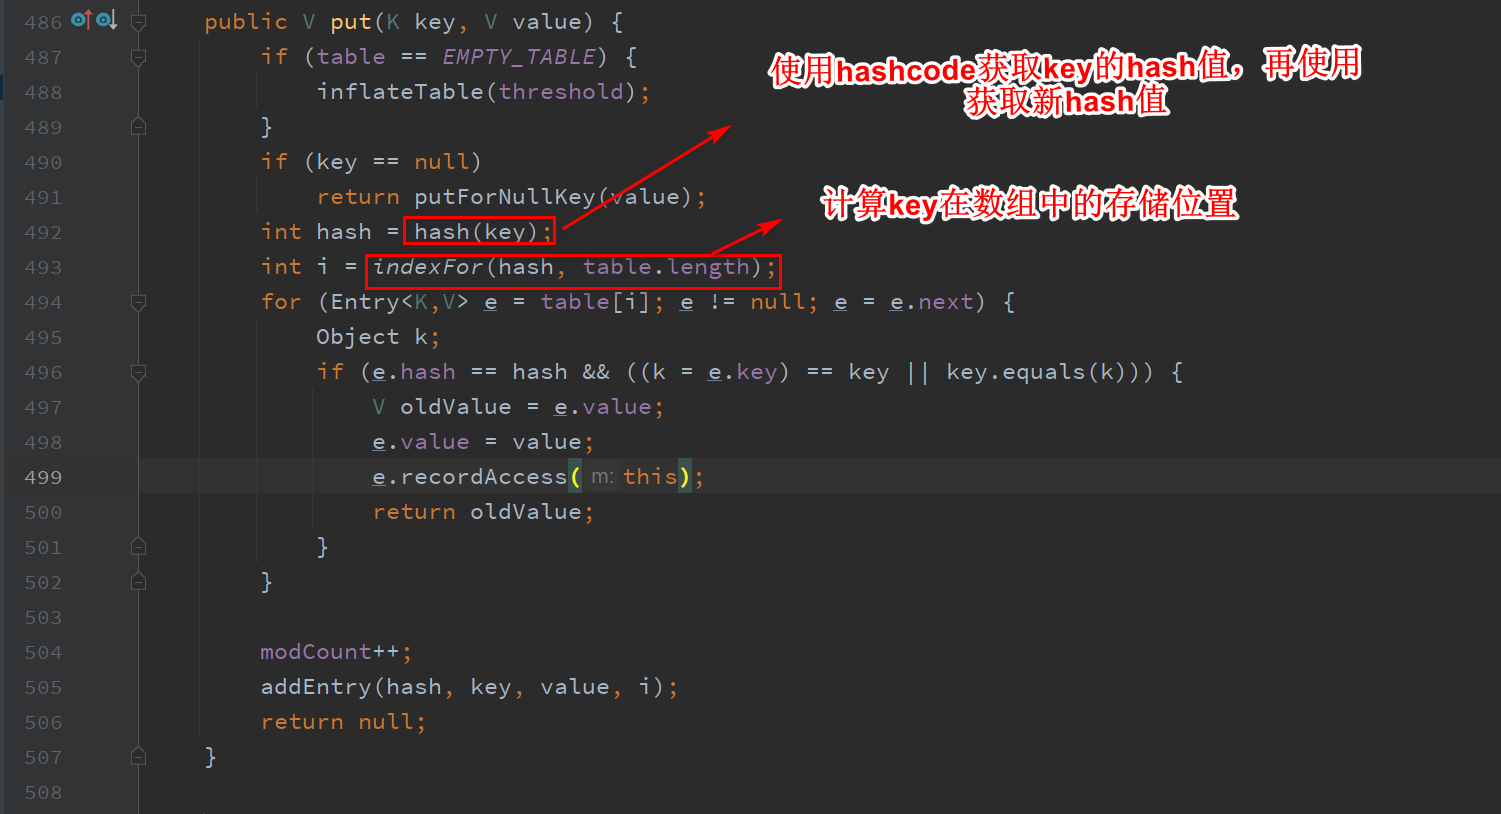 486 public V put(K key, V value) {
487 if (table == EMPTY_TABLE) {
使用hashcode获取key的hash值，再使用
488 inflateTable(threshold);
获取新hash值
489 }
490 if (key == null)
491 return putForNullKey(value);
计算key在数组中的存储位置
492 int hash = hash(key);
493 int i = indexFor(hash, table.length);
494 for (Entry<K,V> e = table[i]; e != null; e = e.next) {
495 Object k;
496 if (e.hash == hash && ((k = e.key) == key || key.equals(k))) {
497 V oldValue = e.value;
498 e.value = value;
499 e.recordAccess( m: this);
500 return oldValue;
501 }
502 }
503
504 modCount++;
505 addEntry(hash, key, value, i);
506 return null;
507 }
508